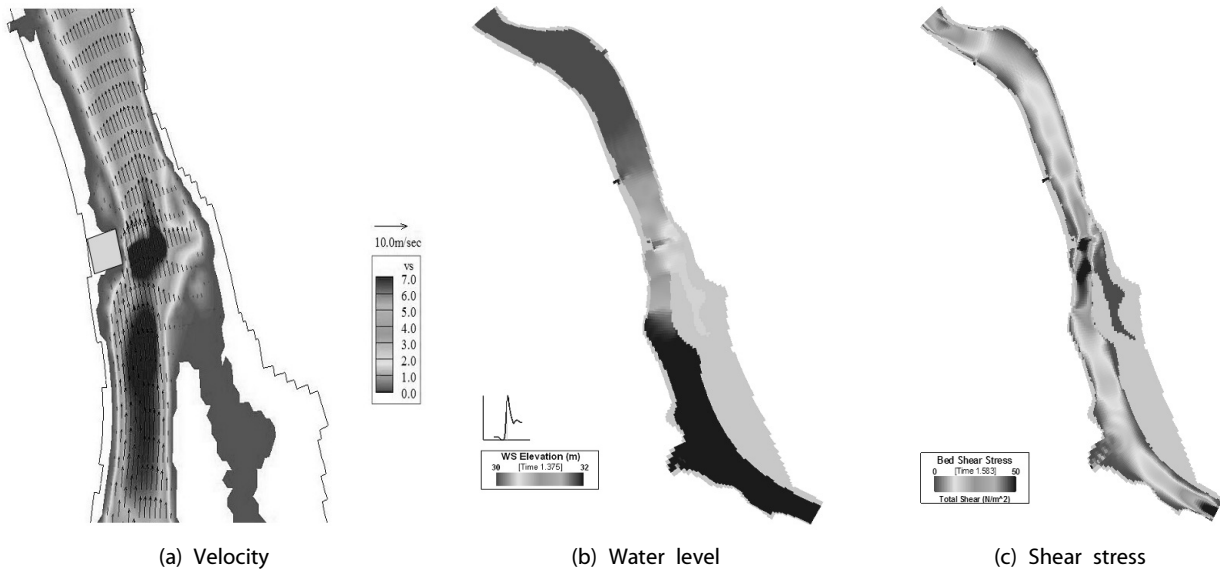 10.0m/sec
vs
7.0
6.0
5.0
4.0
3.0
2.0
1.0
0.0
WS Elevation (m)
30 [Time 1.375] 32
Bed Shear Stress
0 [Time 1.583] 50
Total Shear (N/m^2)
(a) Velocity
(b) Water level
(c) Shear stress